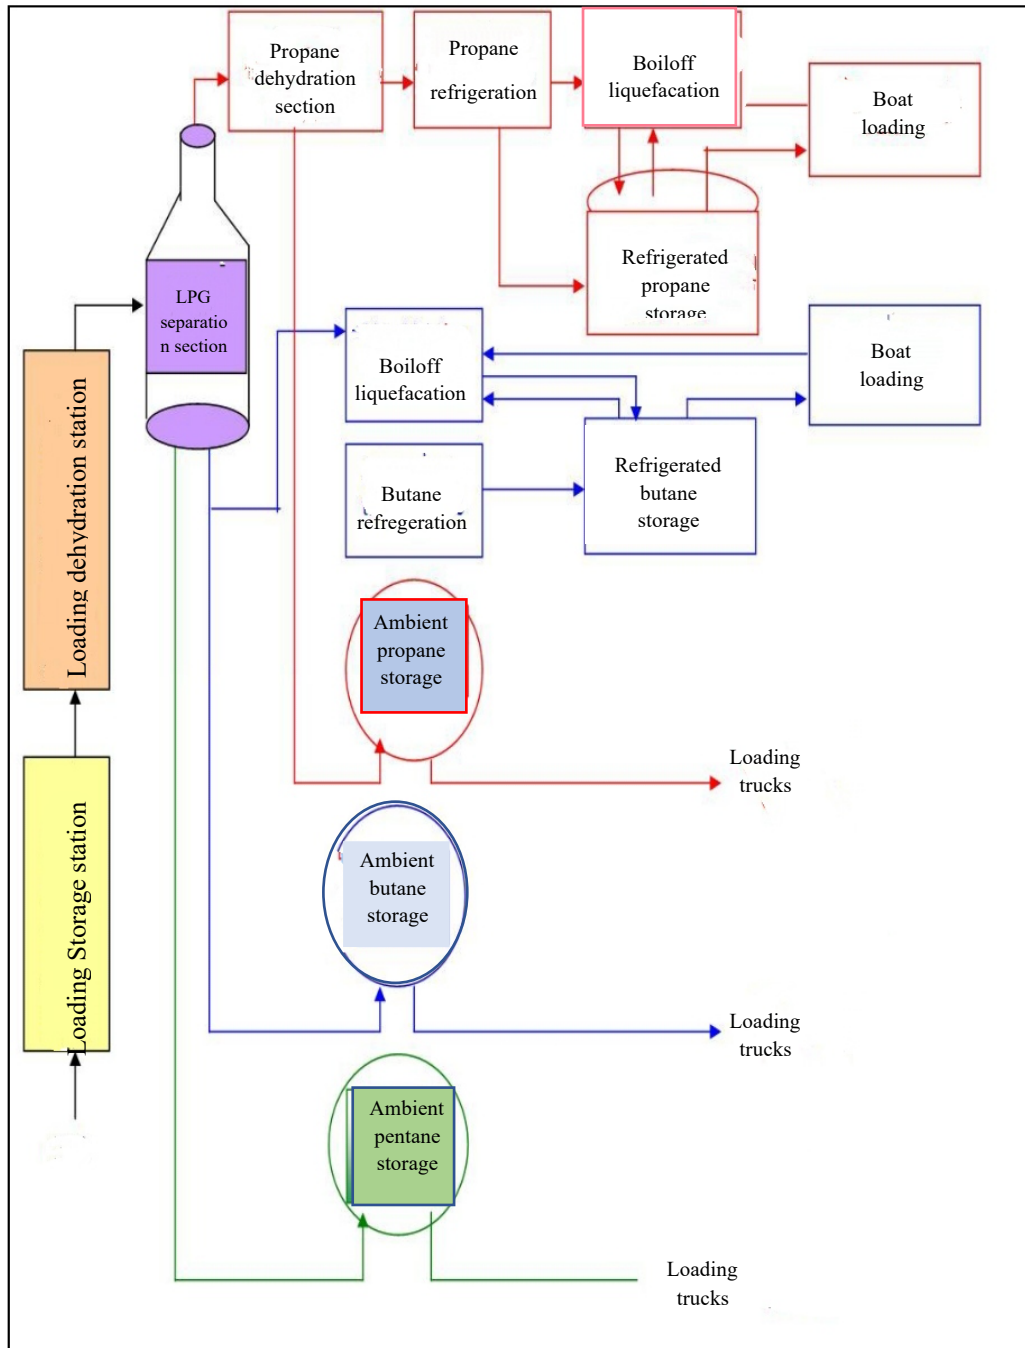 Propane
dehydration
section
Propane
refrigeration
Boiloff
liquefacation
Boat
loading
Refrigerated
propane
storage
LPG
separatio
n section
Boiloff
liquefacation
Boat
loading
Butane
refregeration
Refrigerated
butane
storage
Loading dehydration station
Ambient
propane
storage
Loading
trucks
Loading Storage station
Ambient
butane
storage
Loading
trucks
Ambient
pentane
storage
Loading
trucks